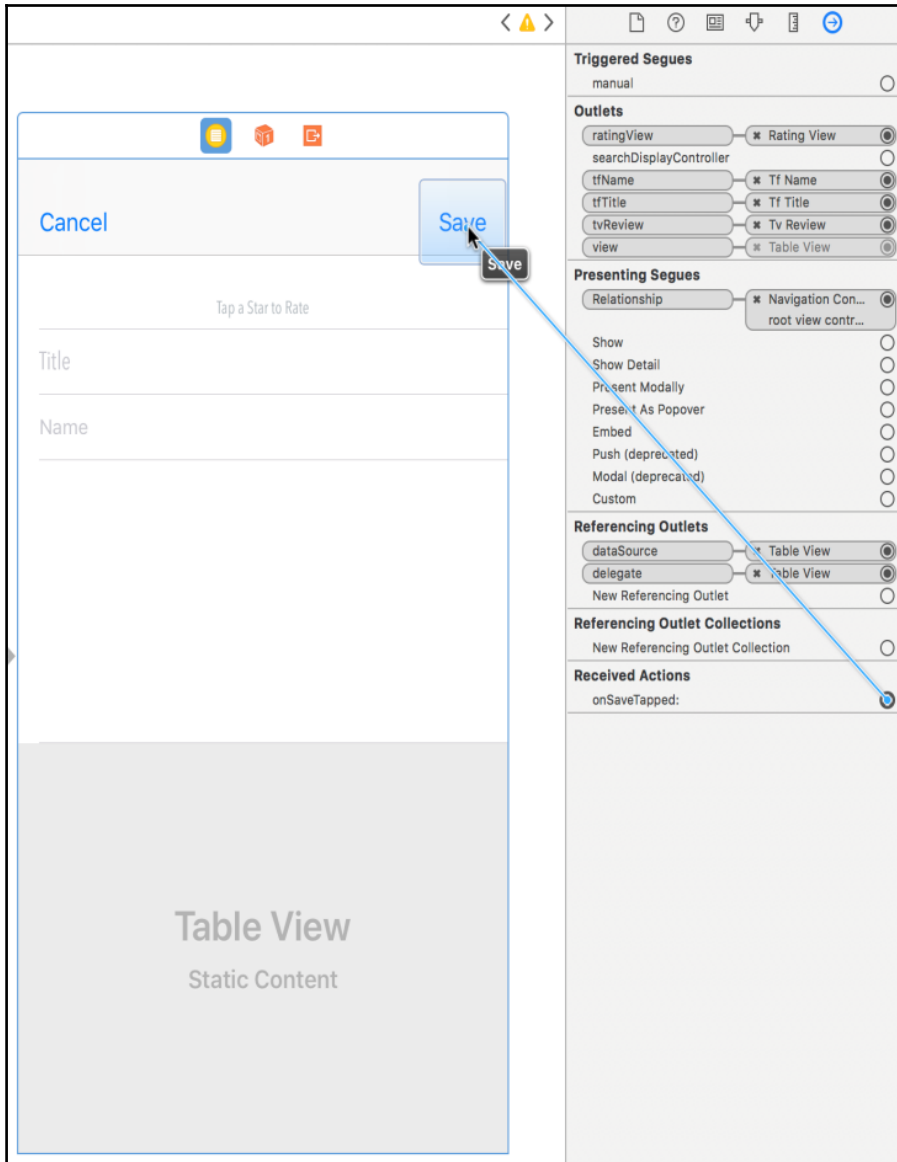 Cancel
Save
Save
Tap a Star to Rate
Title
Name
Table View
Static Content
Triggered Segues
manual
Outlets
ratingView Rating View
searchDisplayController
tfName Tf Name
tfTitle Tf Title
tvReview Tv Review
view Table View
Presenting Segues
Relationship Navigation Con...
root view contr...
Show
Show Detail
Present Modally
Present As Popover
Embed
Push (deprecated)
Modal (deprecated)
Custom
Referencing Outlets
dataSource Table View
delegate Table View
New Referencing Outlet
Referencing Outlet Collections
New Referencing Outlet Collection
Received Actions
onSaveTapped: